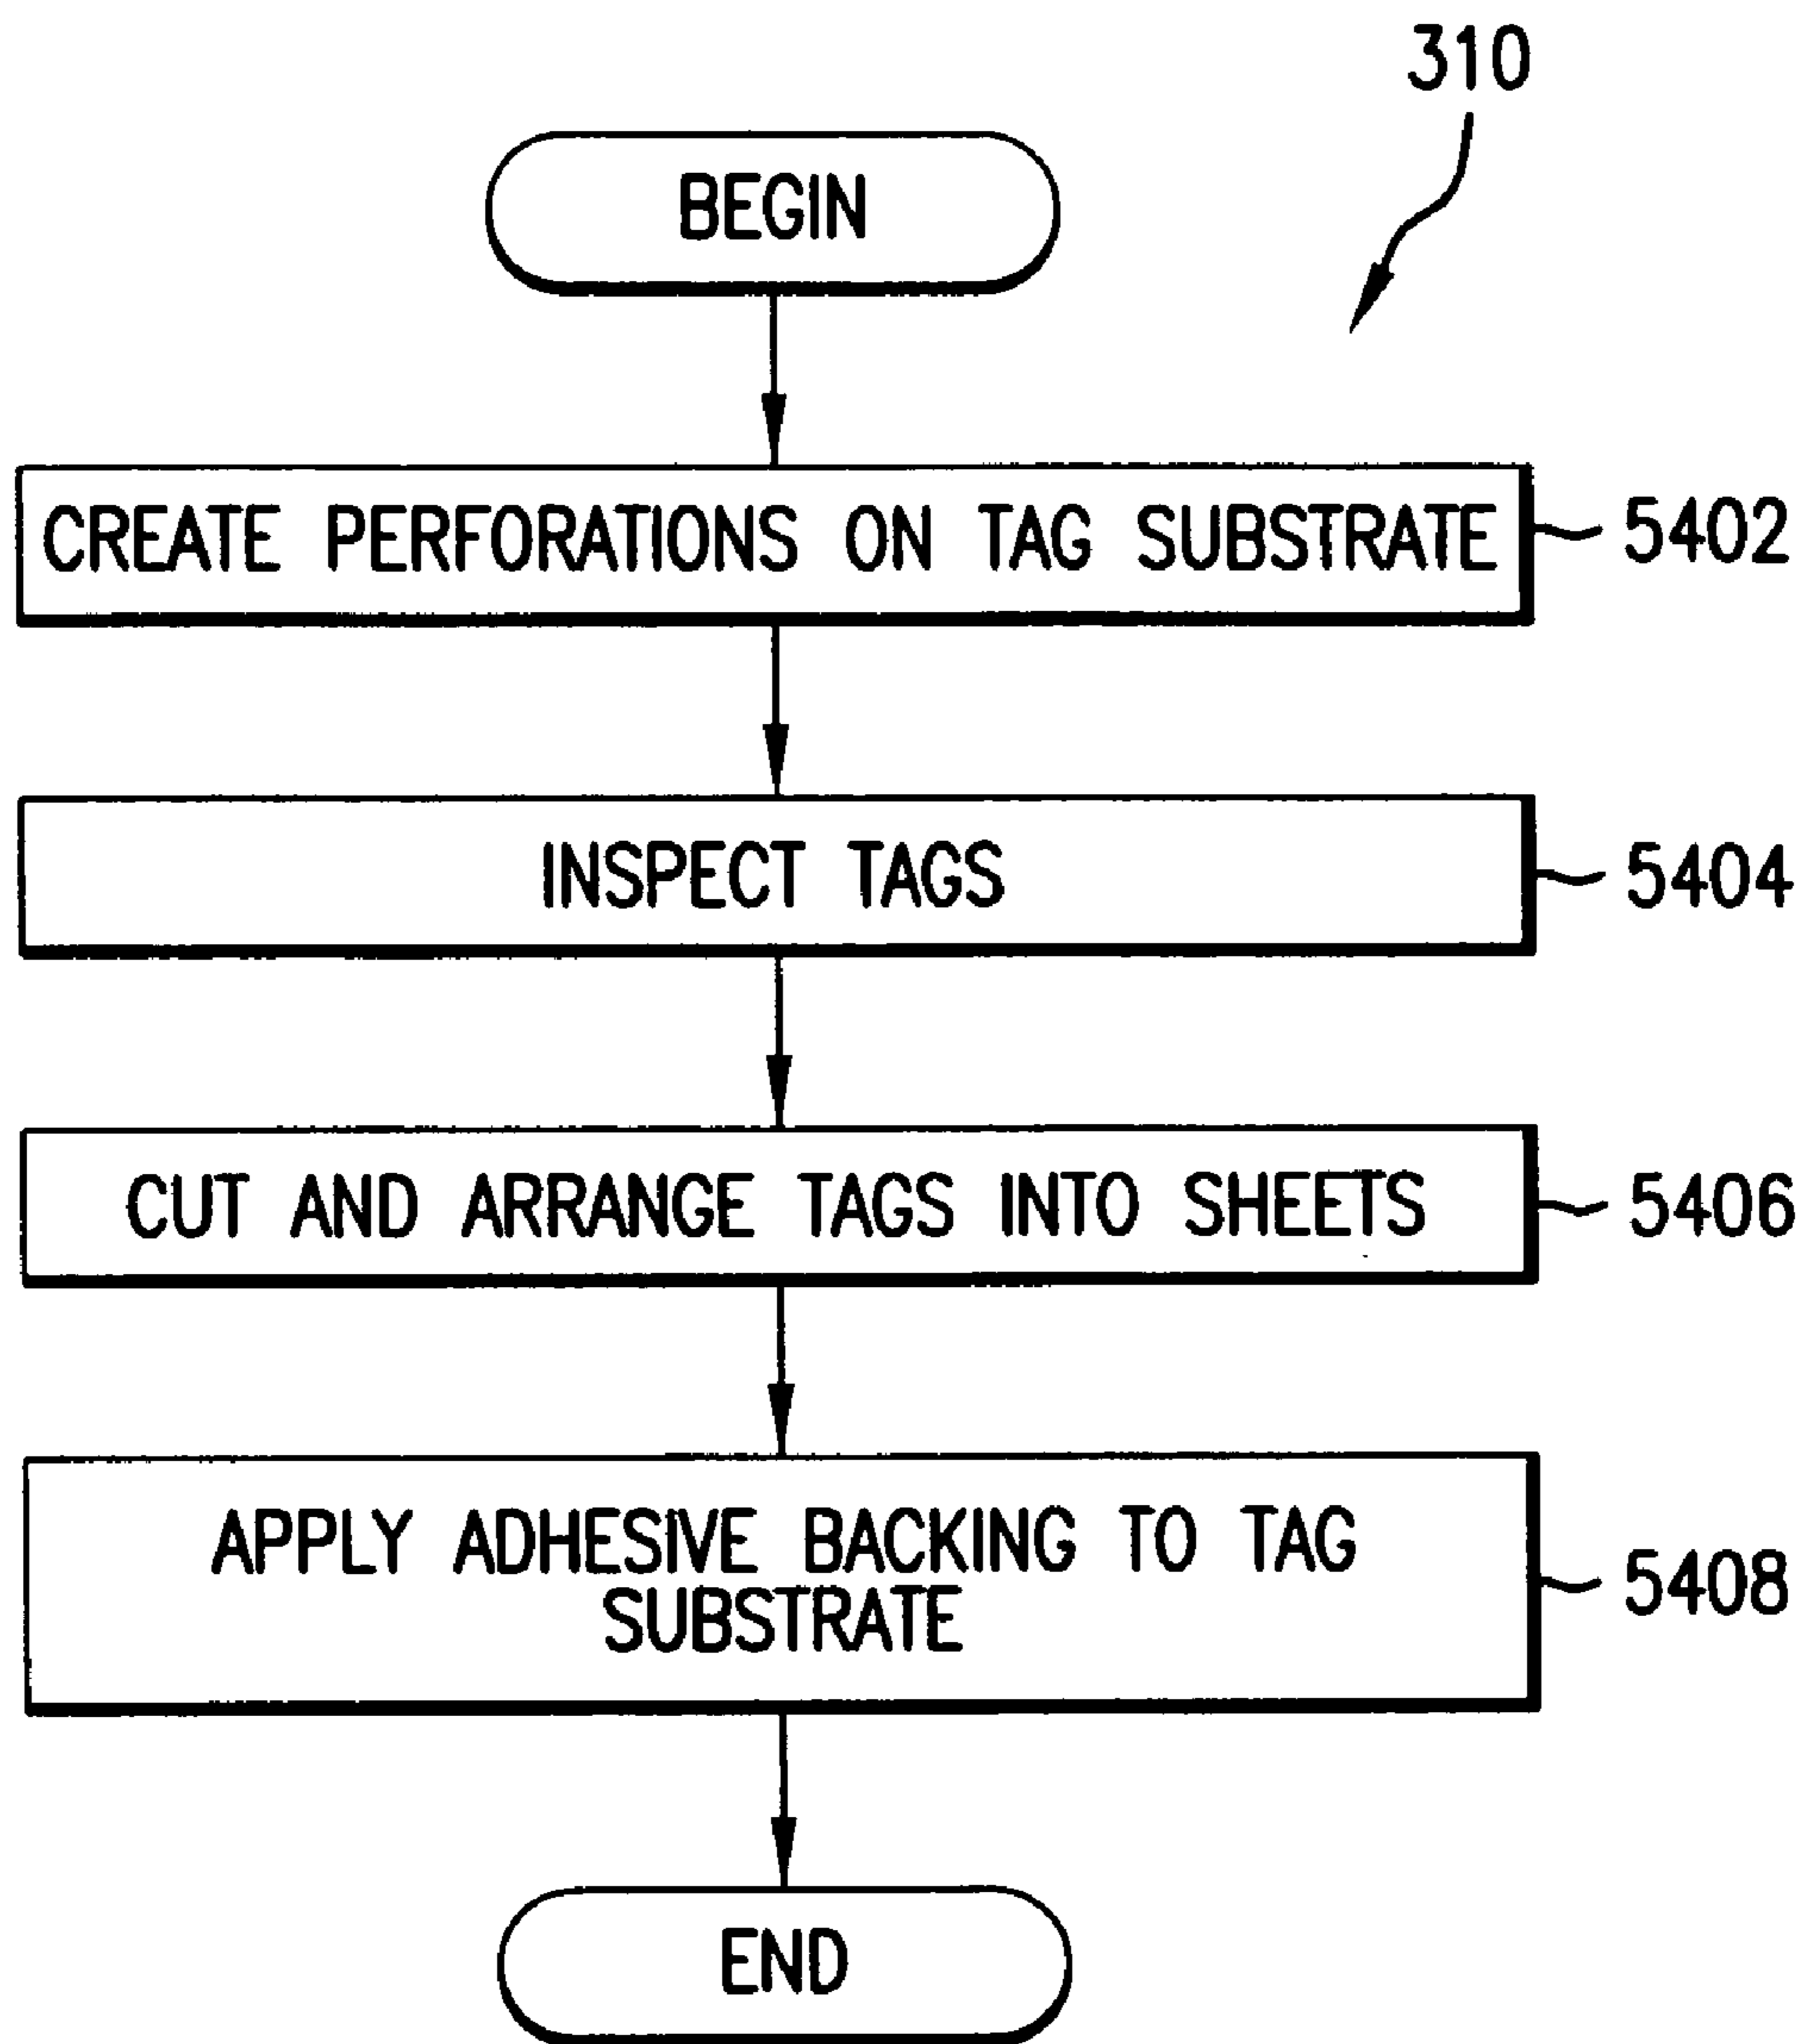 310
BEGIN
CREATE PERFORATIONS ON TAG SUBSTRATE
5402
INSPECT TAGS
5404
CUT AND ARRANGE TAGS INTO SHEETS
5406
APPLY ADHESIVE BACKING TO TAG
SUBSTRATE
5408
END